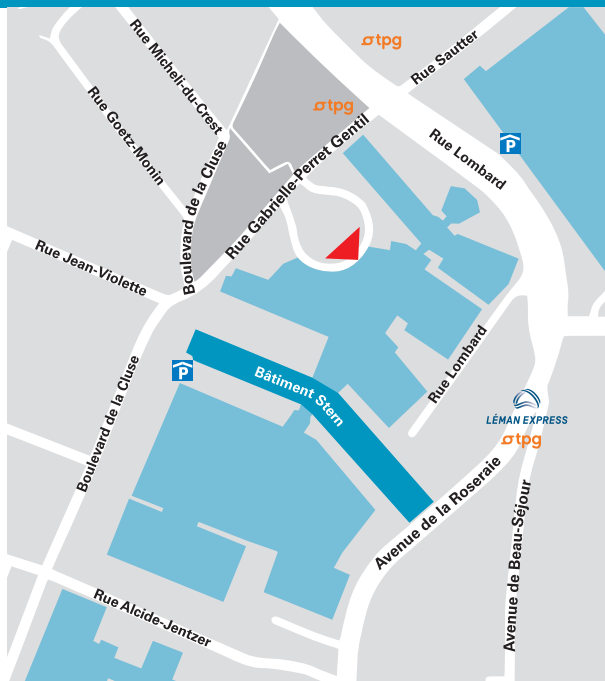 tpg
Rue Sautter
Rue Micheli-du-Crest
tpg
Rue Goetz-Monin
Rue Gabrielle-Perret Gentil
Rue Lombard
P
Boulevard de la Cluse
Rue Jean-Violette
P
Bâtiment Stern
Rue Lombard
Boulevard de la Cluse
LÉMAN EXPRESS
tpg
Avenue de la Roseraie
Avenue de Beau-Séjour
Rue Alcide-Jentzer